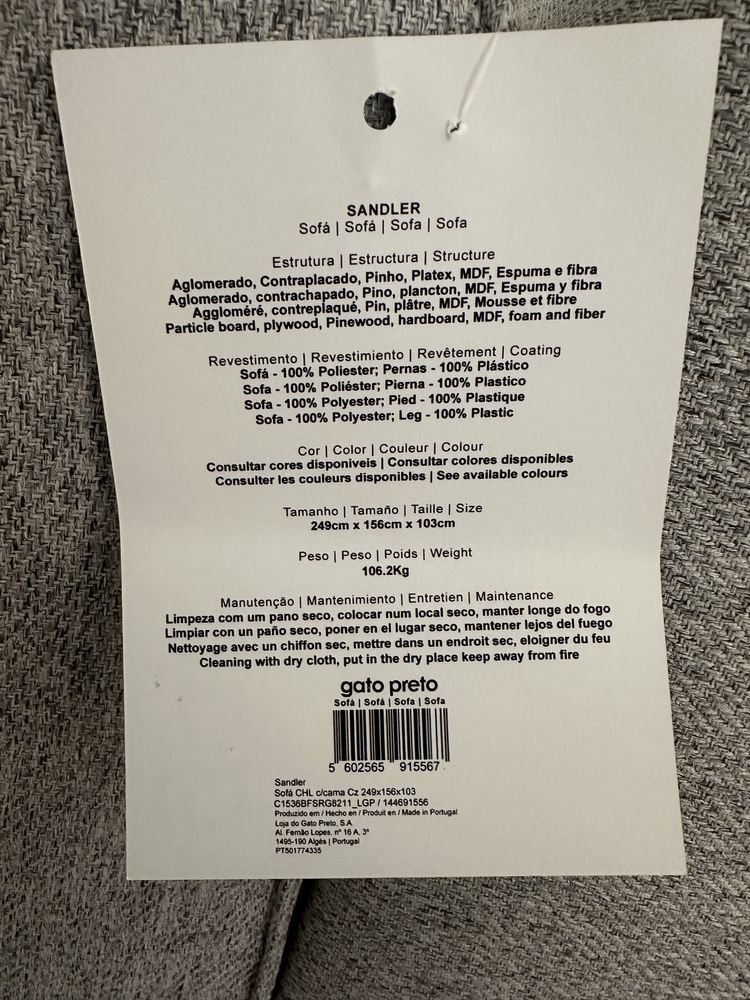 SANDLER
Sofá | Sofá | Sofa | Sofa
Estrutura | Estructura | Structure
Aglomerado, Contraplacado, Pinho, Platex, MDF, Espuma e fibra
Aglomerado, contrachapado, Pino, plancton, MDF, Espuma y fibra
Aggloméré, contreplaqué, Pin, plâtre, MDF, Mousse et fibre
Particle board, plywood, Pinewood, hardboard, MDF, foam and fiber
Revestimento | Revestimiento | Revêtement | Coating
Sofá - 100% Poliester; Pernas - 100% Plástico
Sofa - 100% Poliéster; Pierna - 100% Plastico
Sofa - 100% Polyester; Pied - 100% Plastique
Sofa - 100% Polyester; Leg - 100% Plastic
Cor | Color | Couleur | Colour
Consultar cores disponiveis | Consultar colores disponibles
Consulter les couleurs disponibles | See available colours
Tamanho | Tamaño | Taille | Size
249cm x 156cm x 103cm
Peso | Peso | Poids | Weight
106.2Kg
Manutenção | Mantenimiento | Entretien | Maintenance
Limpeza com um pano seco, colocar num local seco, manter longe do fogo
Limpiar con un paño seco, poner en el lugar seco, mantener lejos del fuego
Nettoyage avec un chiffon sec, mettre dans un endroit sec, eloigner du feu
Cleaning with dry cloth, put in the dry place keep away from fire
gato preto
Sofá | Sofá | Sofa | Sofa
5 602565 915567
Sandler
Sofá CHL c/cama Cz 249x156x103
C1536BFSRG8211_LGP / 144691556
Produzido em / Hecho en / Produit en / Made in Portugal
Loja do Gato Preto, S.A.
Al. Fernão Lopes, nº 16 A, 3º
1495-190 Algés | Portugal
PT501774335